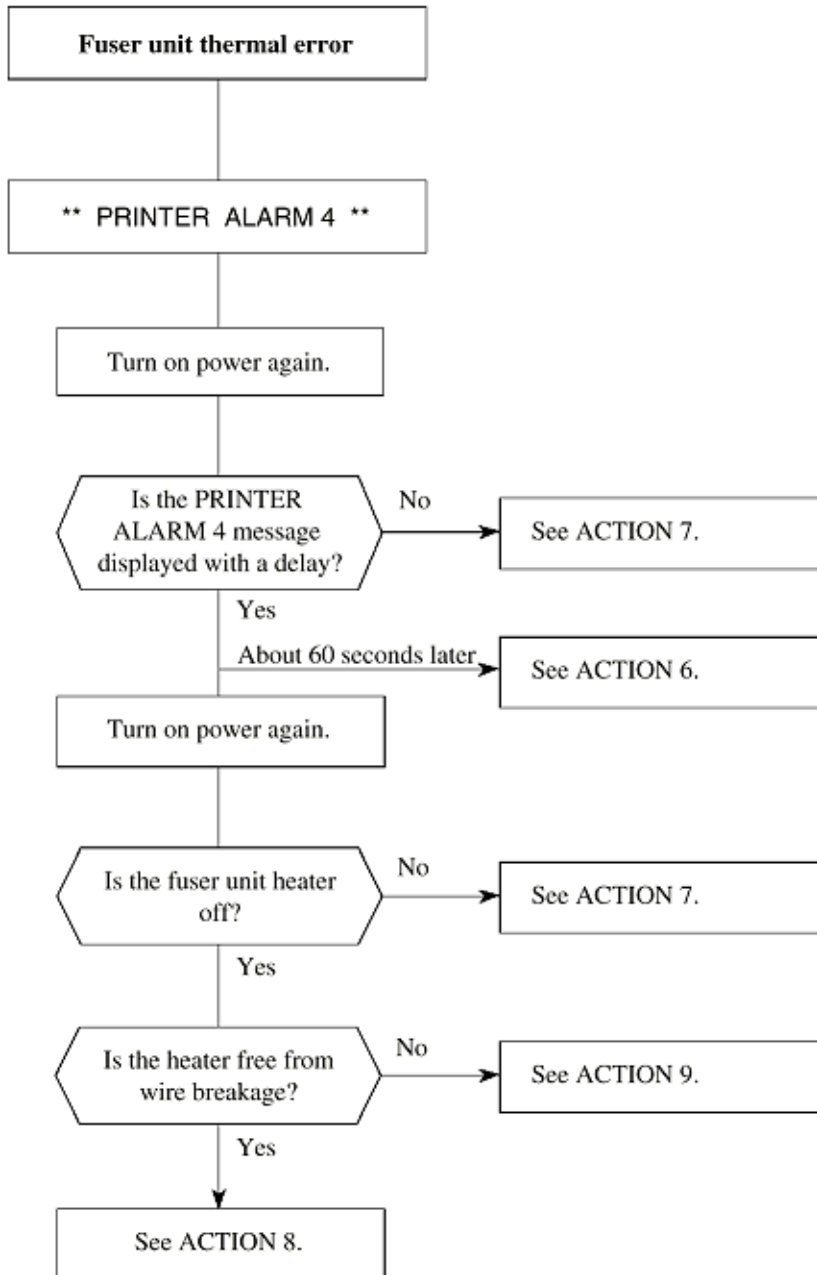 Fuser unit thermal error
** PRINTER ALARM 4 **
Turn on power again.
Is the PRINTER
ALARM 4 message
displayed with a delay?
No
See ACTION 7.
Yes
About 60 seconds later
See ACTION 6.
Turn on power again.
Is the fuser unit heater
off?
No
See ACTION 7.
Yes
Is the heater free from
wire breakage?
No
See ACTION 9.
Yes
See ACTION 8.